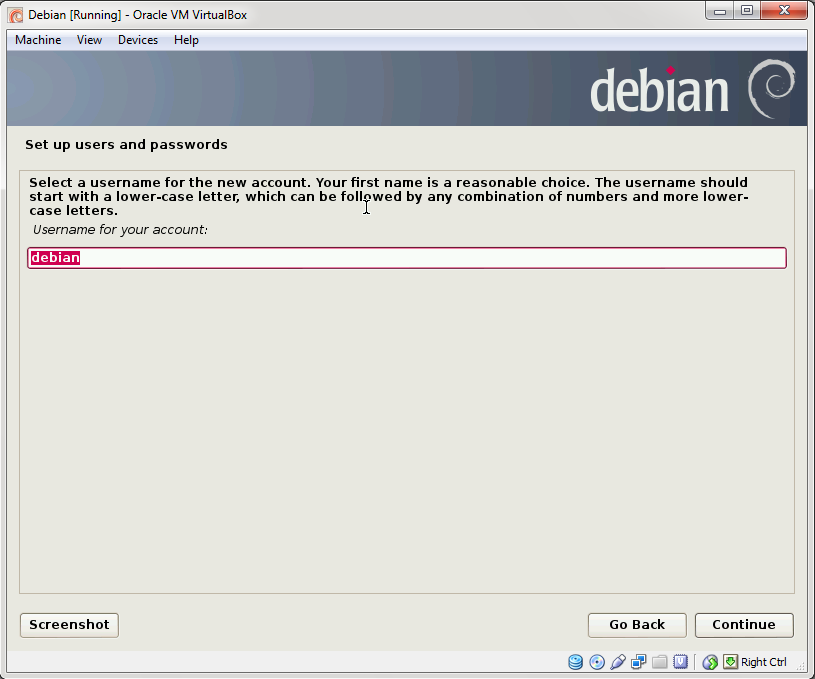 Debian [Running] - Oracle VM VirtualBox
Machine View Devices Help
debian
Set up users and passwords
Select a username for the new account. Your first name is a reasonable choice. The username should
start with a lower-case letter, which can be followed by any combination of numbers and more lower-
case letters.
Username for your account:
debian
Screenshot Go Back Continue
Right Ctrl